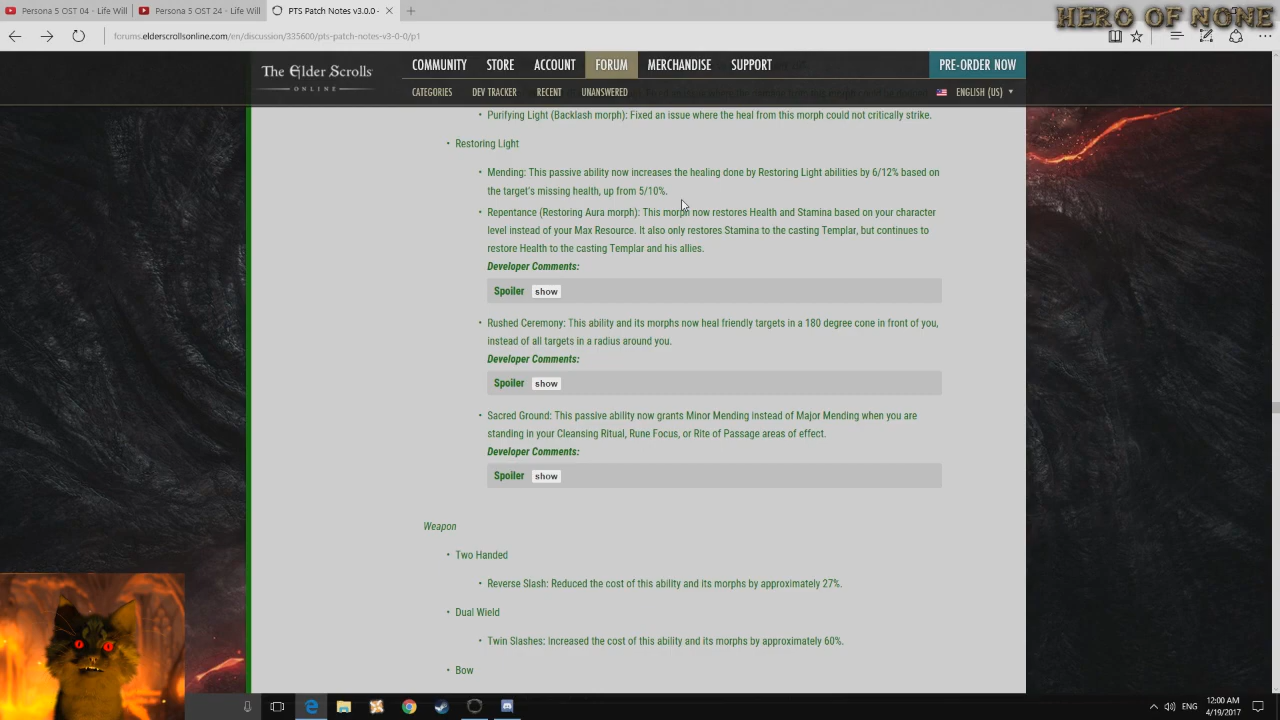 Persona 5 OST 04 - Life Will
Persona 5 OST 24 - Life Will
PTS Patch Notes v3.0.0 -
HERO OF NONE
forums.elderscrollsonline.com/en/discussion/335600/pts-patch-notes-v3-0-0/p1
The Elder Scrolls
ONLINE
COMMUNITY STORE ACCOUNT FORUM MERCHANDISE SUPPORT PRE-ORDER NOW
CATEGORIES DEV TRACKER RECENT UNANSWERED ENGLISH (US)
• Purifying Light (Backlash morph): Fixed an issue where the heal from this morph could not critically strike.
• Restoring Light
• Mending: This passive ability now increases the healing done by Restoring Light abilities by 6/12% based on
the target's missing health, up from 5/10%.
• Repentance (Restoring Aura morph): This morph now restores Health and Stamina based on your character
level instead of your Max Resource. It also only restores Stamina to the casting Templar, but continues to
restore Health to the casting Templar and his allies.
Developer Comments:
Spoiler show
• Rushed Ceremony: This ability and its morphs now heal friendly targets in a 180 degree cone in front of you,
instead of all targets in a radius around you.
Developer Comments:
Spoiler show
• Sacred Ground: This passive ability now grants Minor Mending instead of Major Mending when you are
standing in your Cleansing Ritual, Rune Focus, or Rite of Passage areas of effect.
Developer Comments:
Spoiler show
Weapon
• Two Handed
• Reverse Slash: Reduced the cost of this ability and its morphs by approximately 27%.
• Dual Wield
• Twin Slashes: Increased the cost of this ability and its morphs by approximately 60%.
• Bow
ENG
12:00 AM
4/19/2017